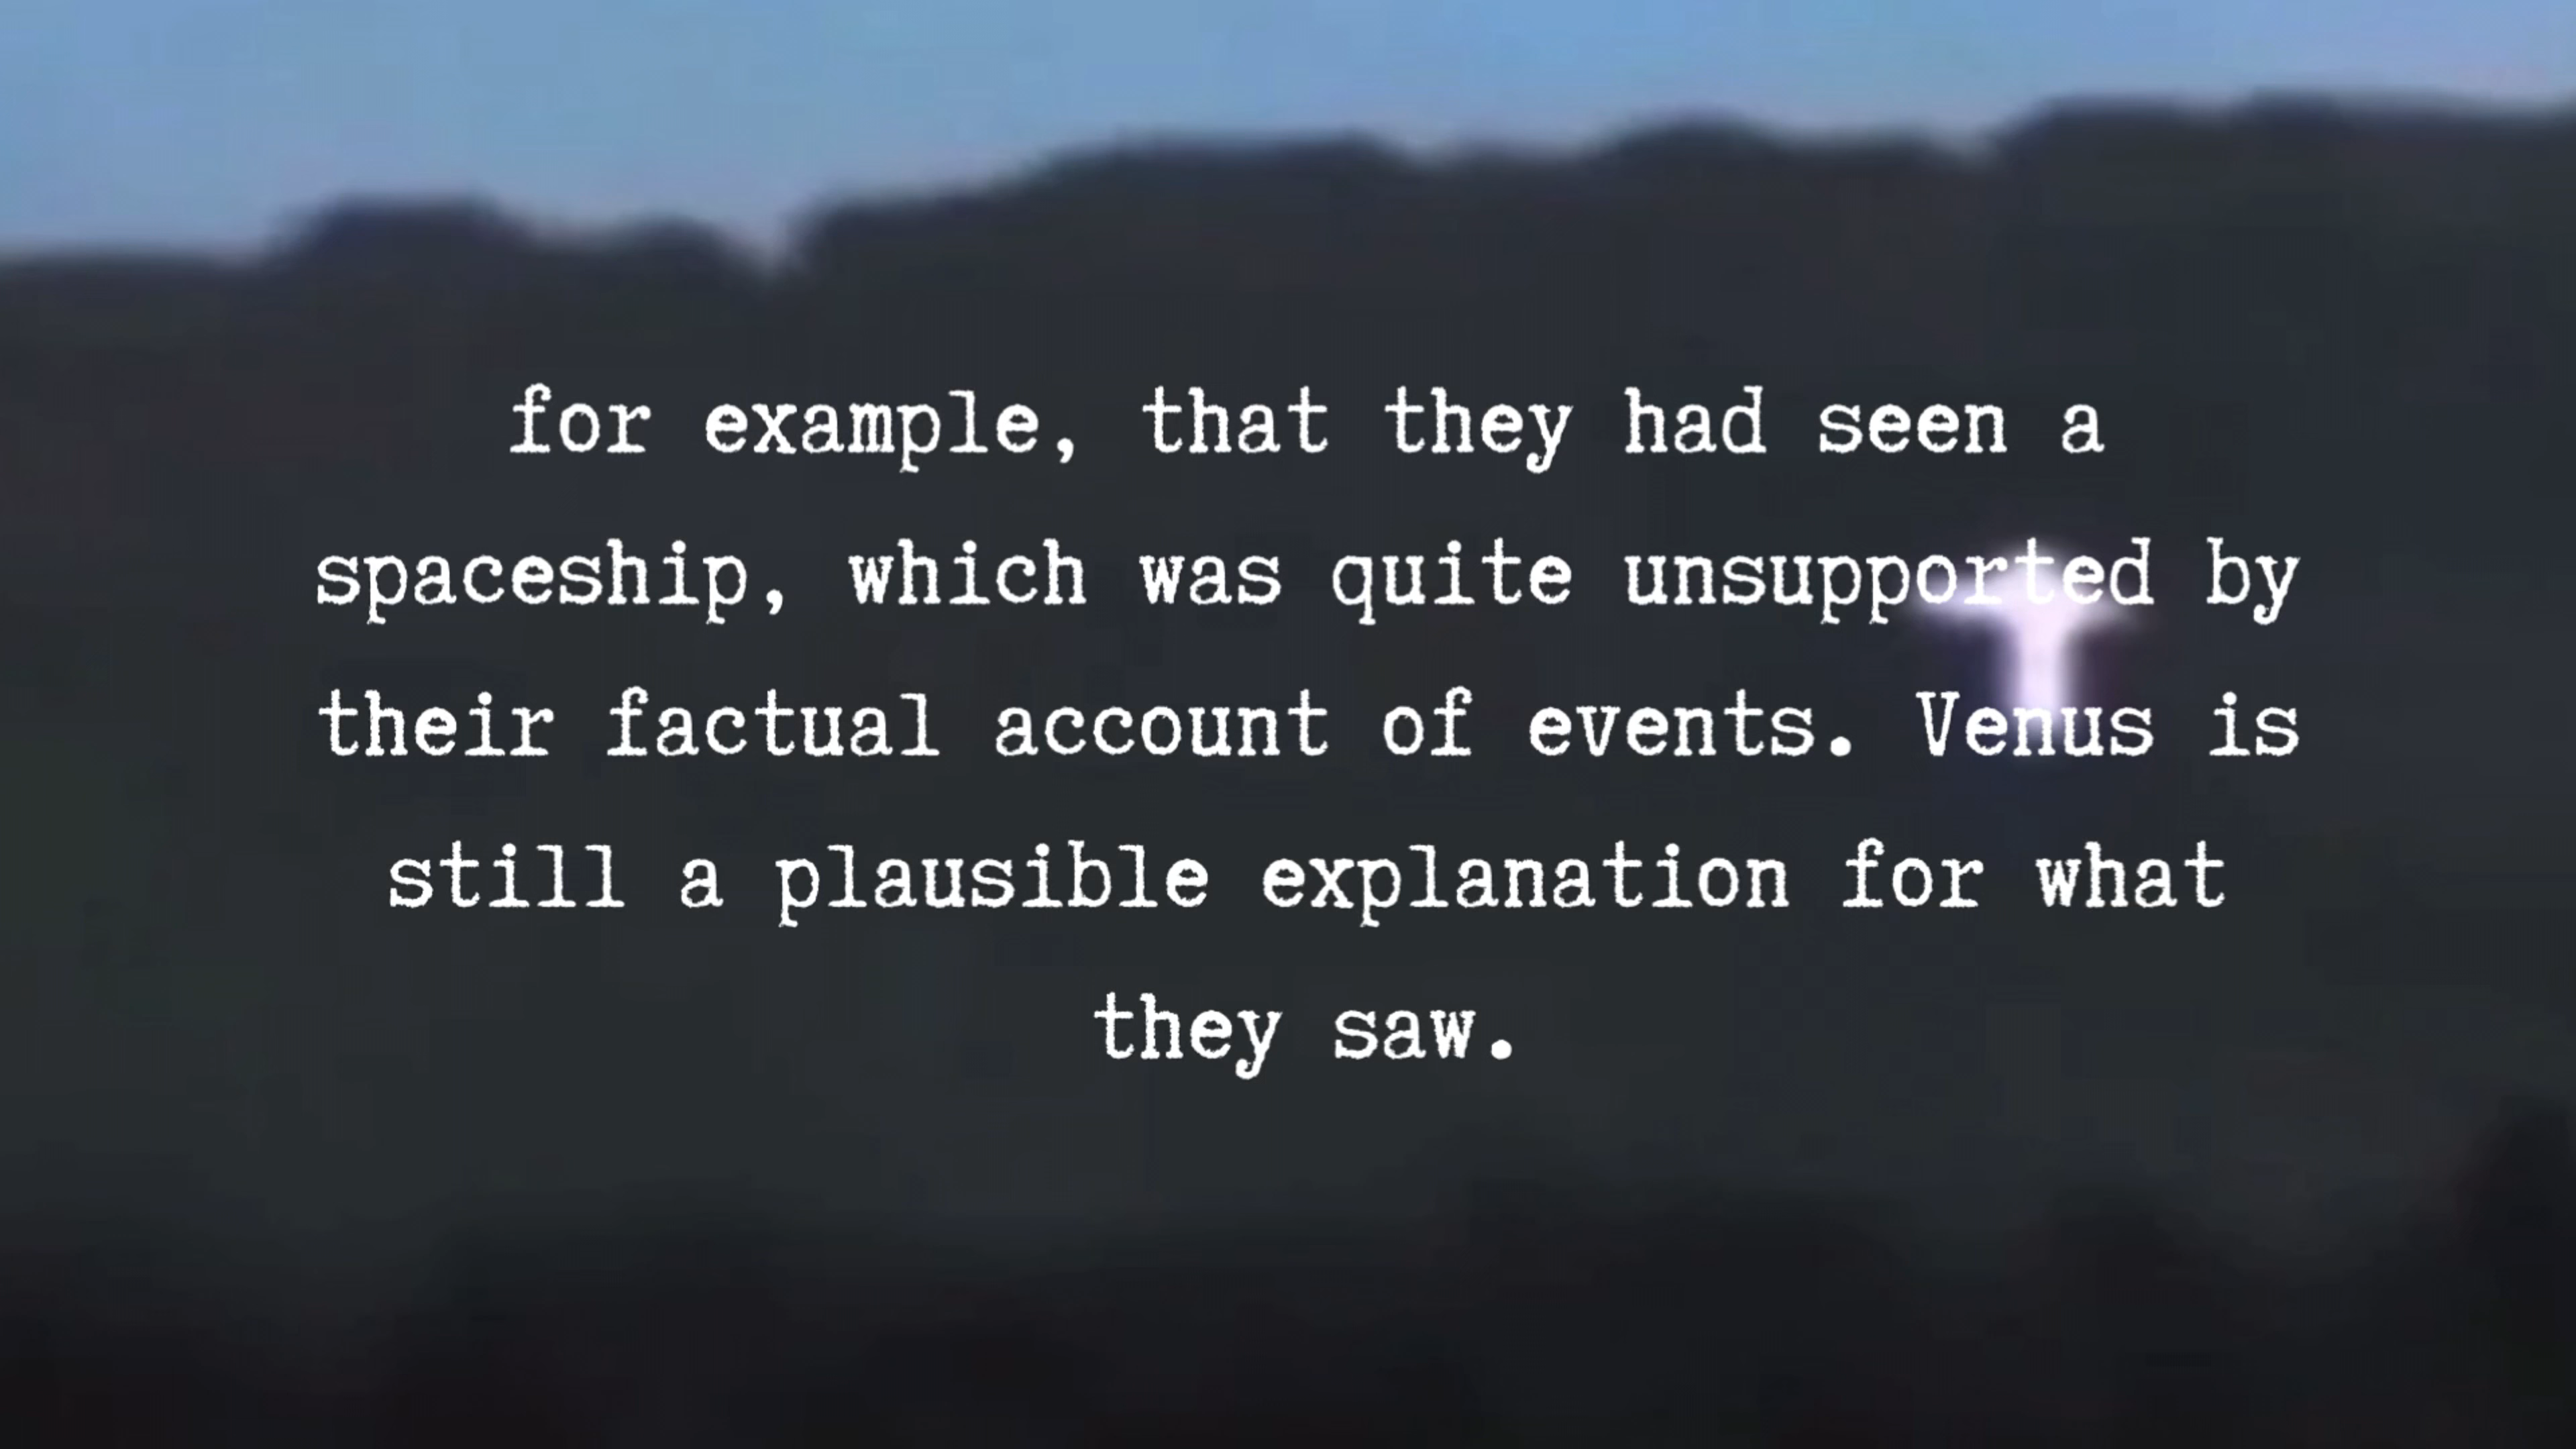 for example, that they had seen a
spaceship, which was quite unsupported by
their factual account of events. Venus is
still a plausible explanation for what
they saw.